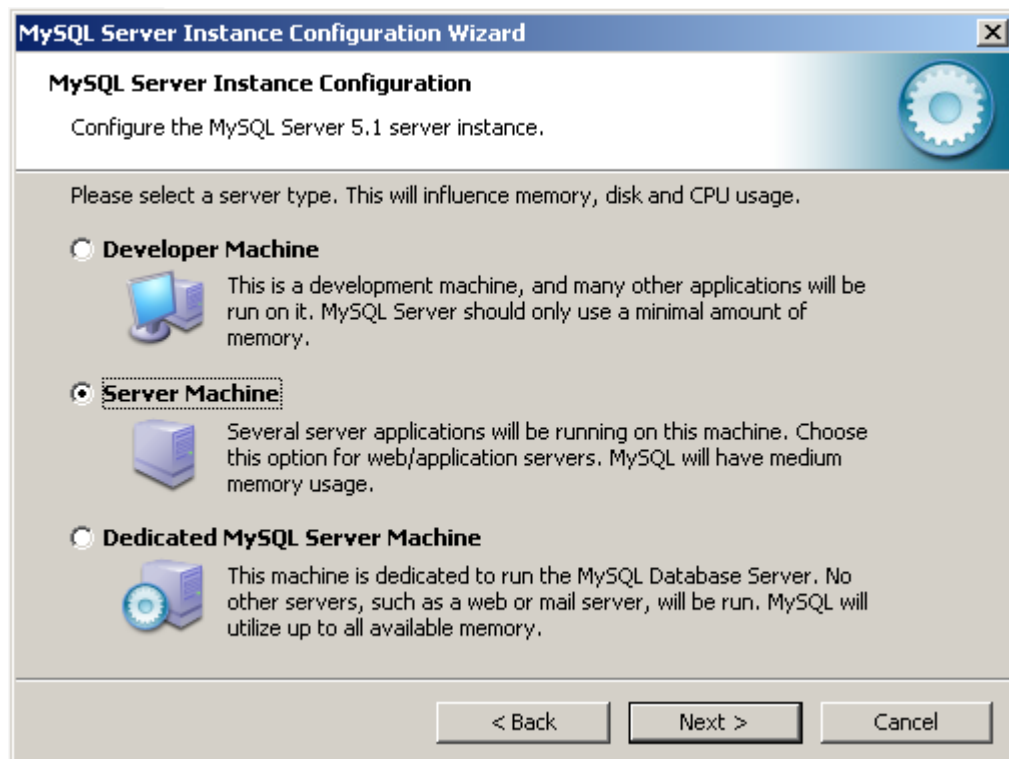 MySQL Server Instance Configuration Wizard
MySQL Server Instance Configuration
Configure the MySQL Server 5.1 server instance.
Please select a server type. This will influence memory, disk and CPU usage.
Developer Machine
This is a development machine, and many other applications will be
run on it. MySQL Server should only use a minimal amount of
memory.
Server Machine
Several server applications will be running on this machine. Choose
this option for web/application servers. MySQL will have medium
memory usage.
Dedicated MySQL Server Machine
This machine is dedicated to run the MySQL Database Server. No
other servers, such as a web or mail server, will be run. MySQL will
utilize up to all available memory.
< Back Next > Cancel